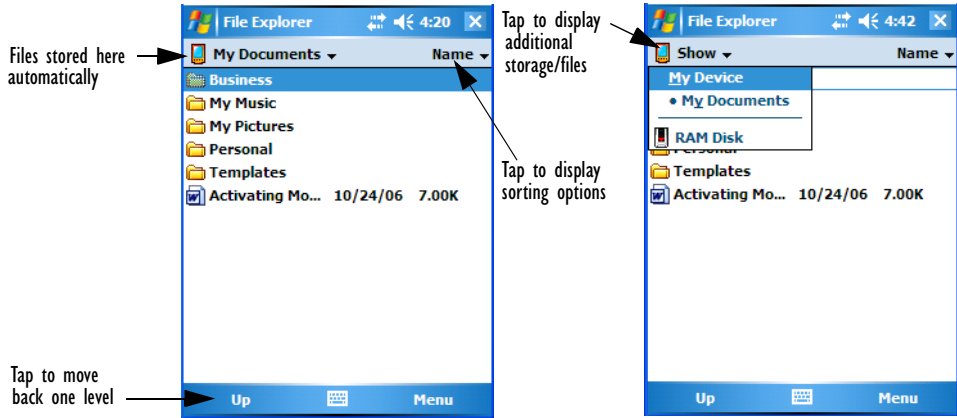 File Explorer 4:20
Files stored here
automatically
My Documents Name
Business
My Music
My Pictures
Personal
Templates
Activating Mo... 10/24/06 7.00K
Tap to display
sorting options
Tap to move
back one level
Up Menu
Tap to display
additional
storage/files
File Explorer 4:42
Show Name
My Device
• My Documents
RAM Disk
Templates
Activating Mo... 10/24/06 7.00K
Up Menu